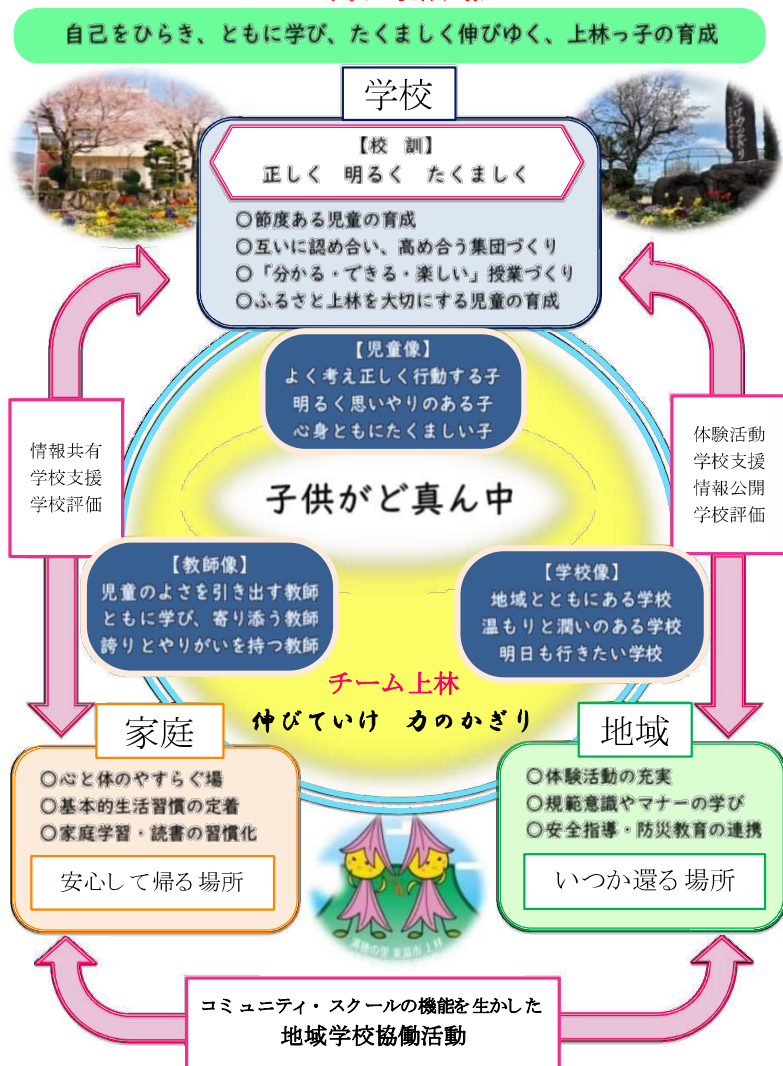 自己をひらき、ともに学び、たくましく伸びゆく、上林っ子の育成
学校
【校　訓】
正しく　明るく　たくましく
○節度ある児童の育成
○互いに認め合い、高め合う集団づくり
○「分かる・できる・楽しい」授業づくり
○ふるさと上林を大切にする児童の育成
【児童像】
よく考え正しく行動する子
明るく思いやりのある子
心身ともにたくましい子
情報共有
学校支援
学校評価
体験活動
学校支援
情報公開
学校評価
子供がど真ん中
【教師像】
児童のよさを引き出す教師
ともに学び、寄り添う教師
誇りとやりがいを持つ教師
【学校像】
地域とともにある学校
温もりと潤いのある学校
明日も行きたい学校
チーム上林
伸びていけ　力のかぎり
家庭
○心と体のやすらぐ場
○基本的生活習慣の定着
○家庭学習・読書の習慣化
安心して帰る場所
地域
○体験活動の充実
○規範意識やマナーの学び
○安全指導・防災教育の連携
いつか還る場所
の里 東温市 上林
コミュニティ・スクールの機能を生かした
地域学校協働活動